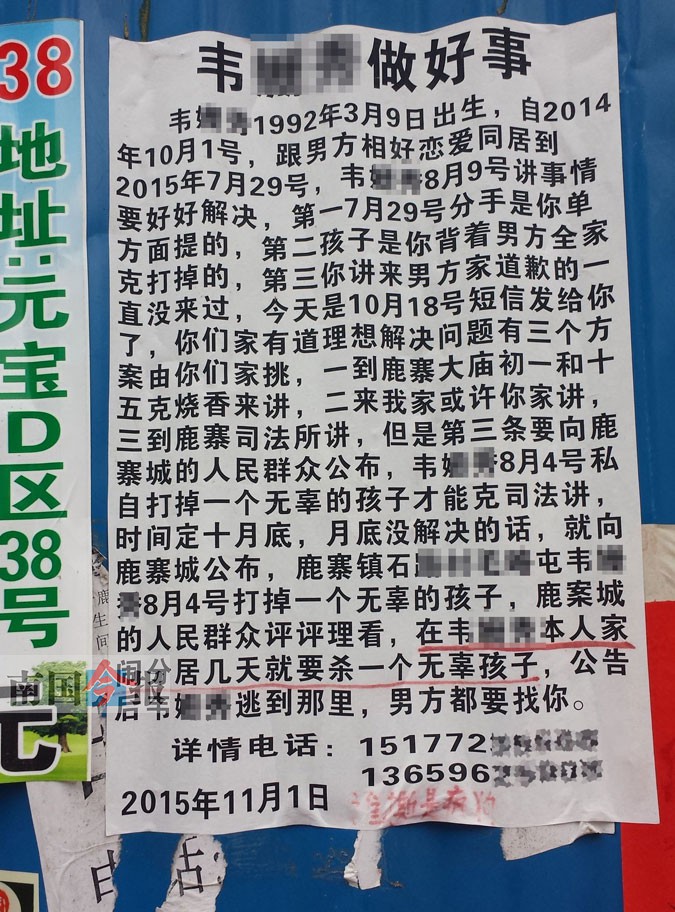 38
地址:元宝D区38号
元
韦 做好事
韦 1992年3月9日出生，自2014
年10月1号，跟男方相好恋爱同居到
2015年7月29号，韦 8月9号讲事情
要好好解决，第一7月29号分手是你单
方面提的，第二孩子是你背着男方全家
克打掉的，第三你讲来男方家道歉的一
直没来过，今天是10月18号短信发给你
了，你们家有道理想解决问题有三个方
案由你们家挑，一到鹿寨大庙初一和十
五克烧香来讲，二来我家或许你家讲，
三到鹿寨司法所讲，但是第三条要向鹿
寨城的人民群众公布，韦 8月4号私
自打掉一个无辜的孩子才能克司法讲，
时间定十月底，月底没解决的话，就向
鹿寨城公布，鹿寨镇石 屯韦
8月4号打掉一个无辜的孩子，鹿案城
的人民群众评评理看，在韦 本人家
闹分居几天就要杀一个无辜孩子，公告
后韦 逃到那里，男方都要找你。
详情电话：151772
136596
2015年11月1日
南国今报